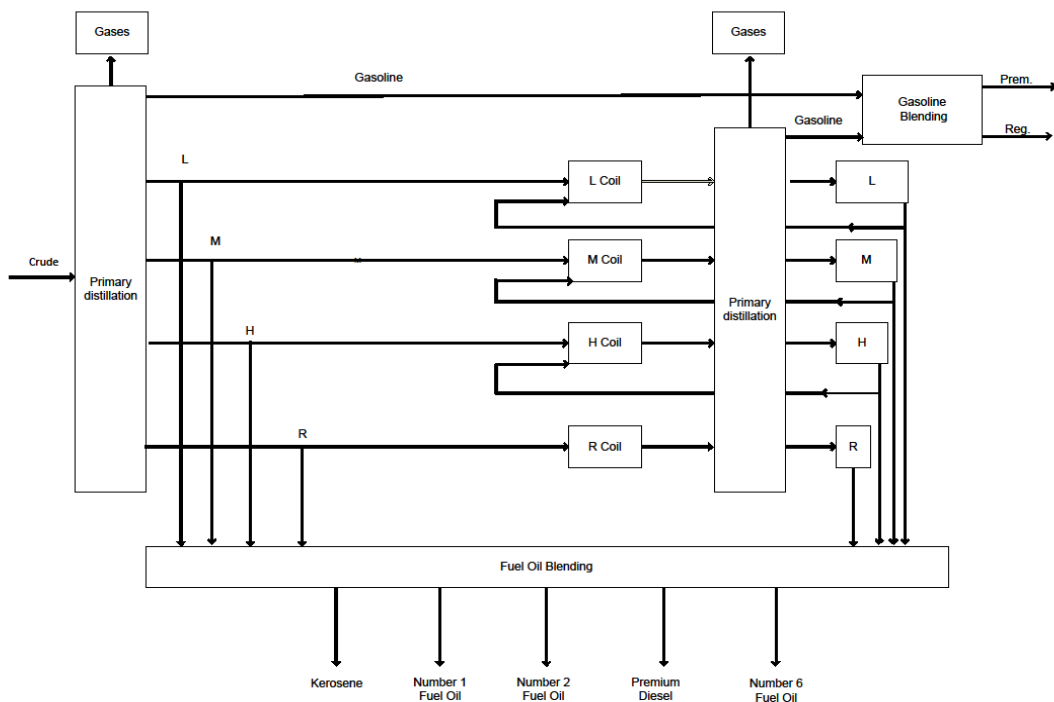 Gases
Gases
Gasoline
Prem.
Gasoline
Blending
Gasoline
Reg.
L
L Coil
L
M
Crude
M Coil
M
Primary
distillation
Primary
distillation
H
H Coil
H
R
R Coil
R
Fuel Oil Blending
Kerosene
Number 1
Fuel Oil
Number 2
Fuel Oil
Premium
Diesel
Number 6
Fuel Oil